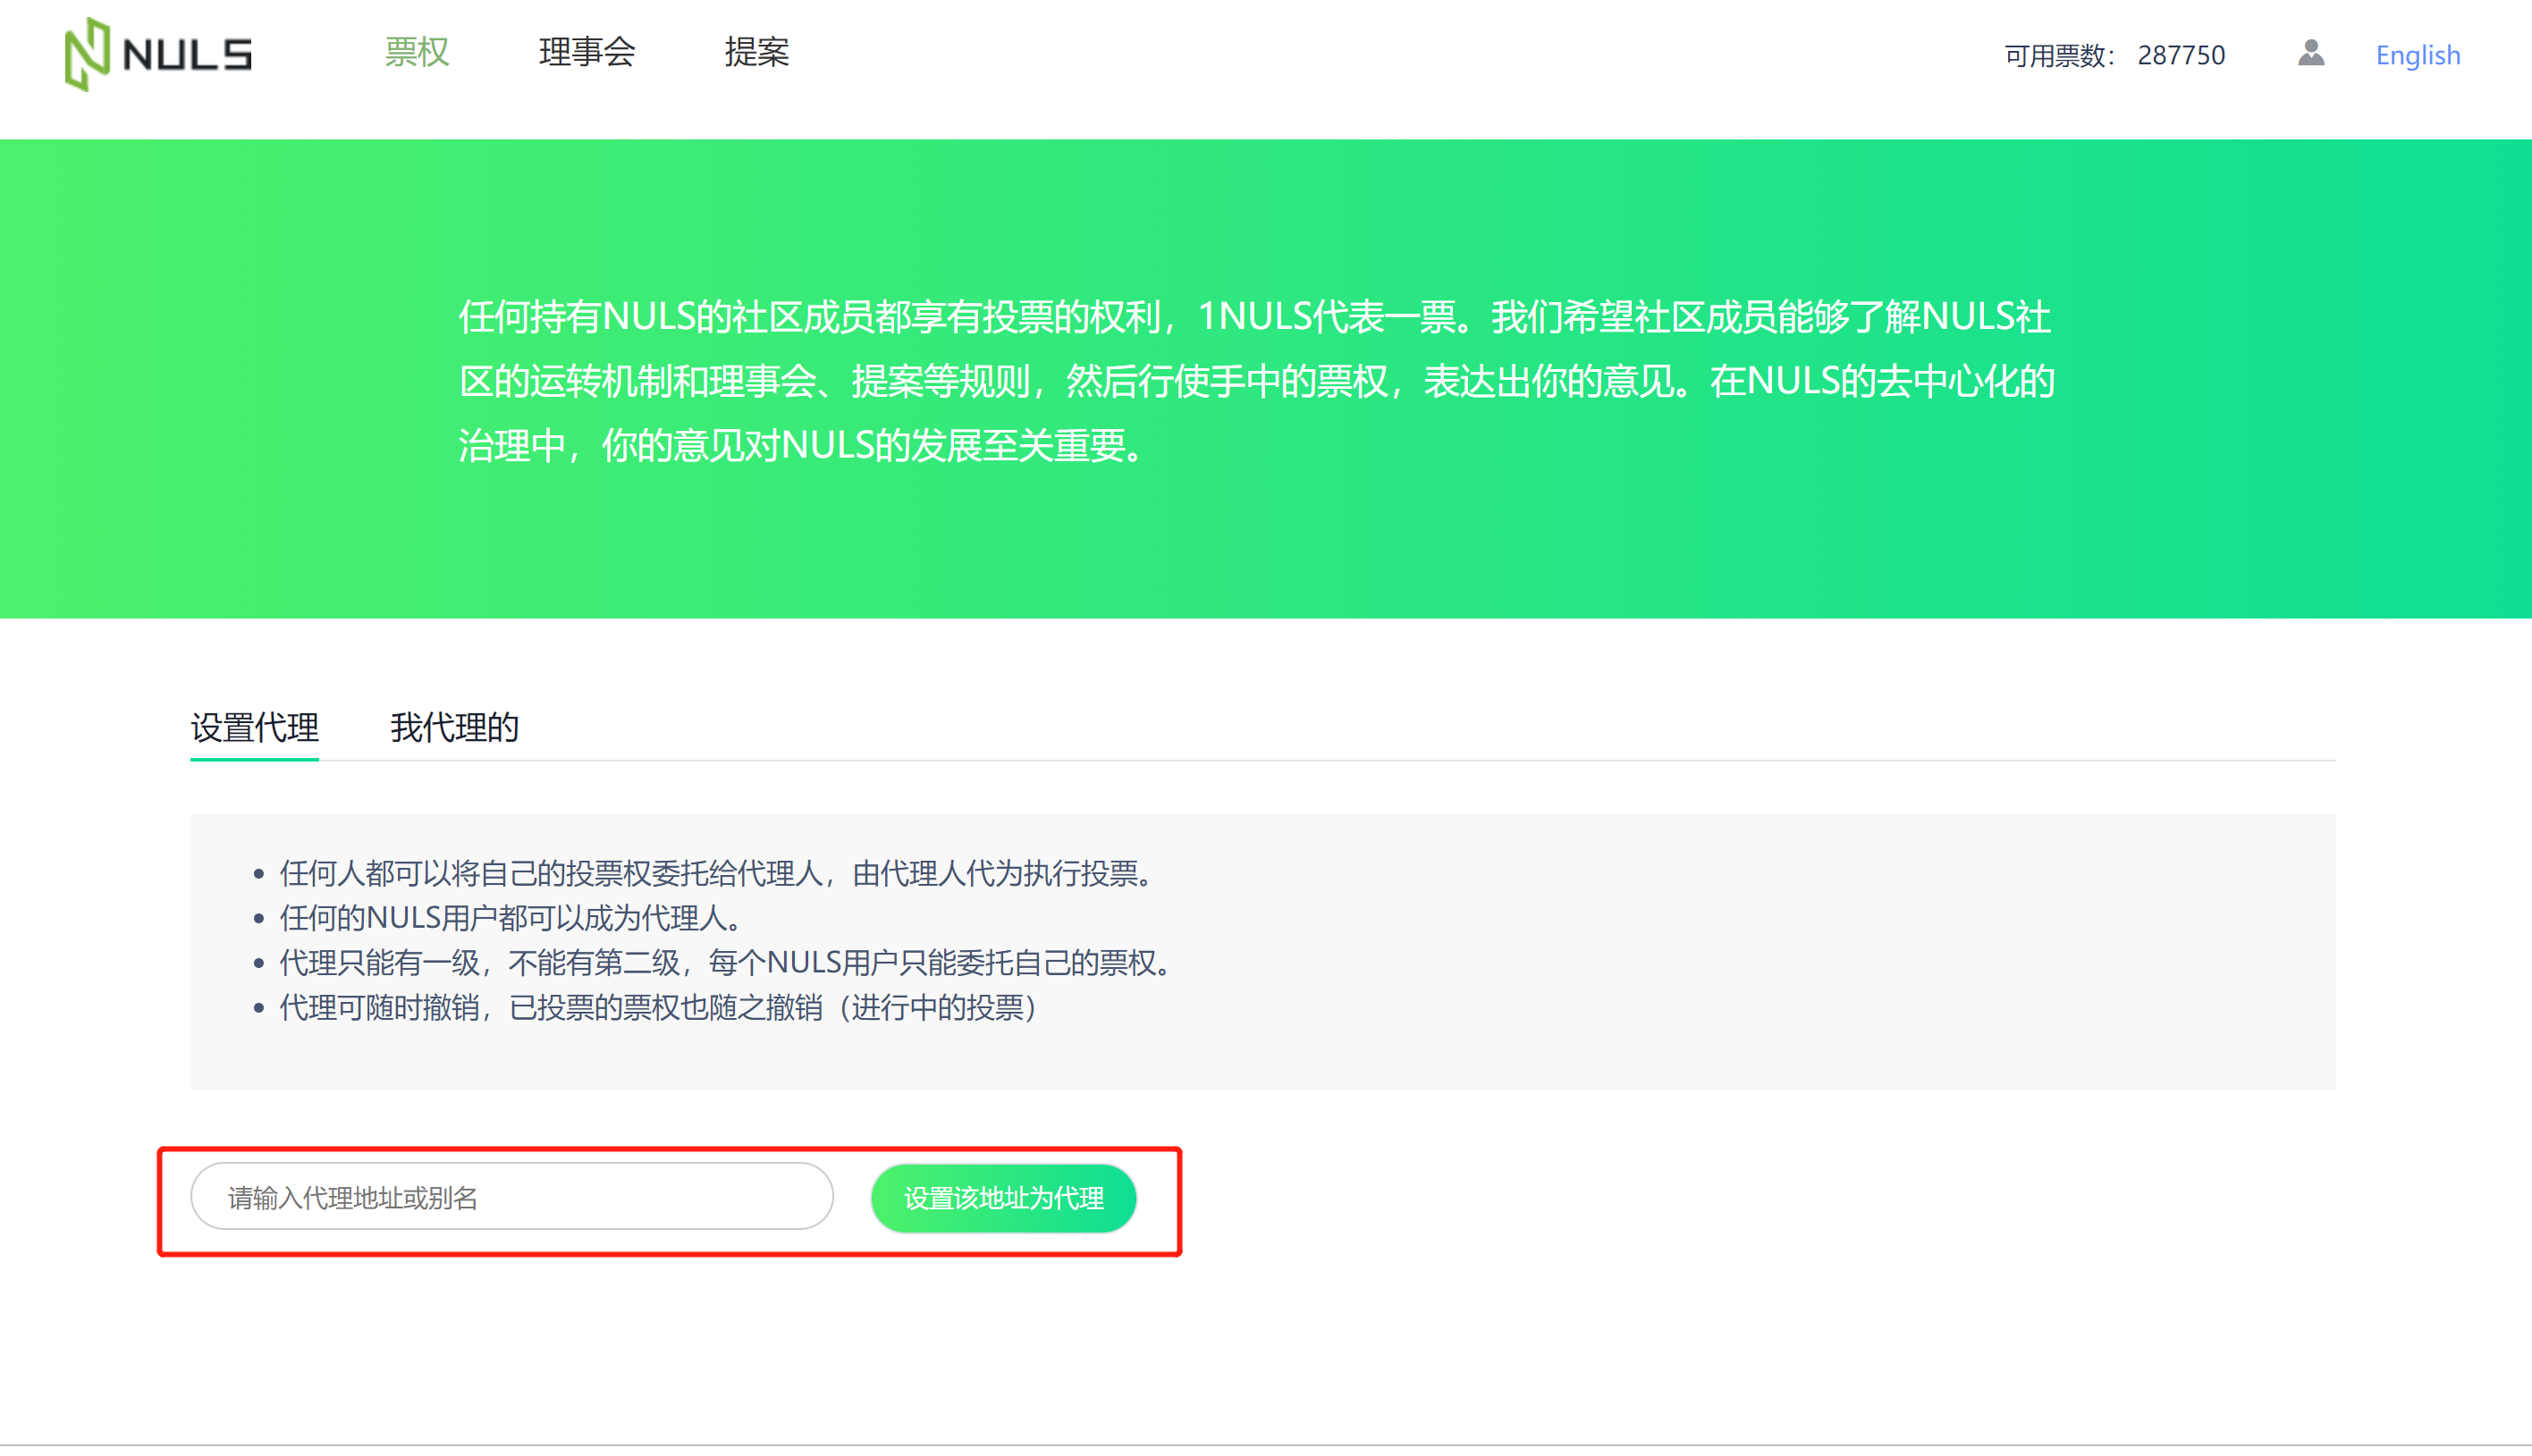 NULS
票权 理事会 提案 可用票数： 287750 English
任何持有NULS的社区成员都享有投票的权利，1NULS代表一票。我们希望社区成员能够了解NULS社
区的运转机制和理事会、提案等规则，然后行使手中的票权，表达出你的意见。在NULS的去中心化的
治理中，你的意见对NULS的发展至关重要。
设置代理 我代理的
• 任何人都可以将自己的投票权委托给代理人，由代理人代为执行投票。
• 任何的NULS用户都可以成为代理人。
• 代理只能有一级，不能有第二级，每个NULS用户只能委托自己的票权。
• 代理可随时撤销，已投票的票权也随之撤销（进行中的投票）
请输入代理地址或别名 设置该地址为代理